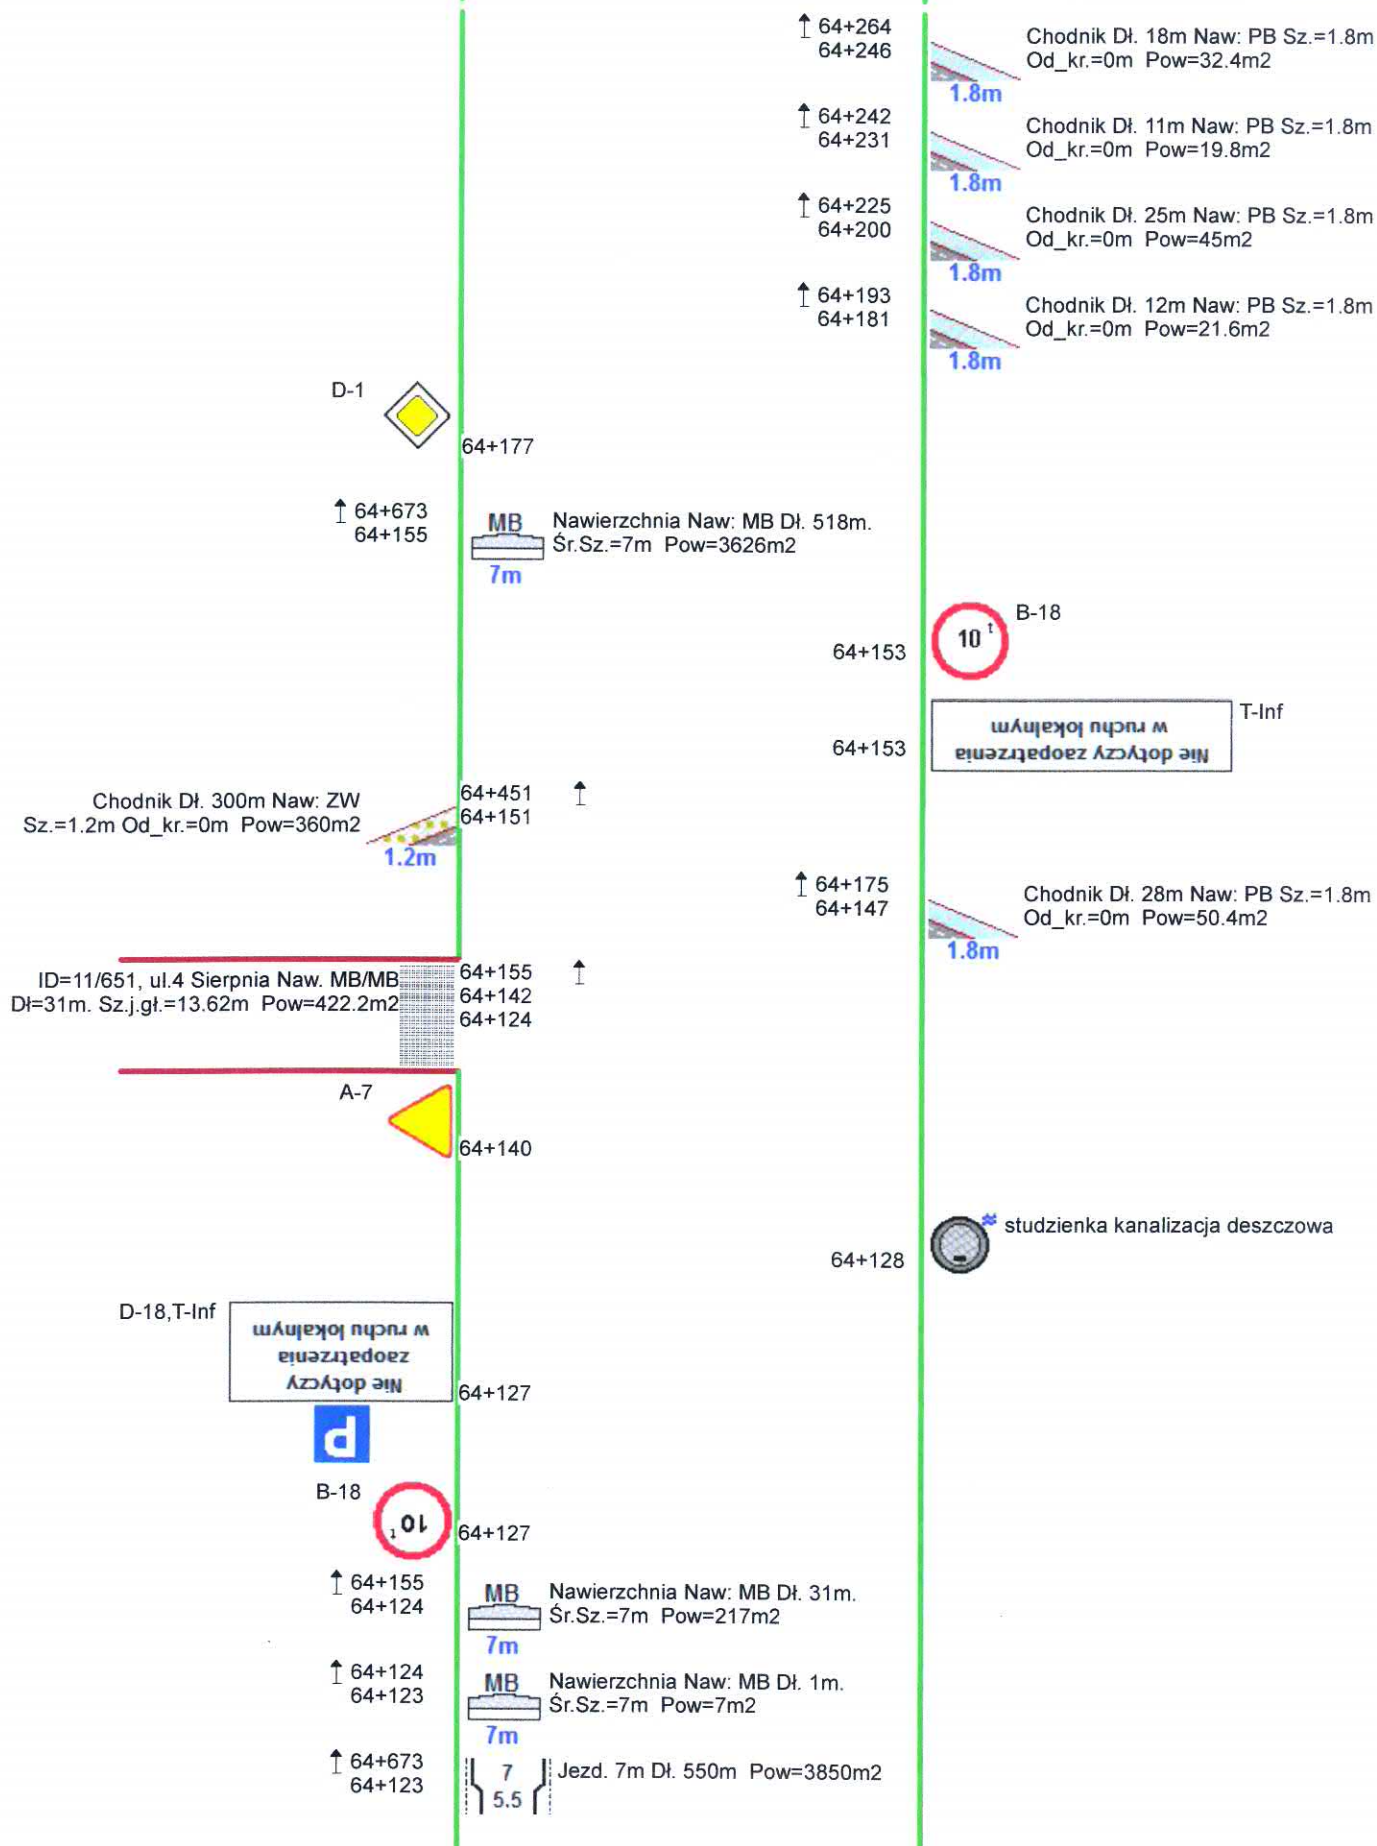 64+264
64+246
Chodnik Dł. 18m Naw: PB Sz.=1.8m
Od_kr.=0m Pow=32.4m2
1.8m
64+242
64+231
Chodnik Dł. 11m Naw: PB Sz.=1.8m
Od_kr.=0m Pow=19.8m2
1.8m
64+225
64+200
Chodnik Dł. 25m Naw: PB Sz.=1.8m
Od_kr.=0m Pow=45m2
1.8m
64+193
64+181
Chodnik Dł. 12m Naw: PB Sz.=1.8m
Od_kr.=0m Pow=21.6m2
1.8m
D-1
64+177
64+673
64+155
MB
7m
Nawierzchnia Naw: MB Dł. 518m.
Śr.Sz.=7m Pow=3626m2
64+153
10 t
B-18
64+153
Nie dotyczy zaopatrzenia
w ruchu lokalnym
T-Inf
Chodnik Dł. 300m Naw: ZW
Sz.=1.2m Od_kr.=0m Pow=360m2
1.2m
64+451
64+151
64+175
64+147
Chodnik Dł. 28m Naw: PB Sz.=1.8m
Od_kr.=0m Pow=50.4m2
1.8m
ID=11/651, ul.4 Sierpnia Naw. MB/MB
Dł=31m. Sz.j.gł.=13.62m Pow=422.2m2
64+155
64+142
64+124
A-7
64+140
64+128
studzienka kanalizacja deszczowa
D-18,T-Inf
Nie dotyczy
zaopatrzenia
w ruchu lokalnym
64+127
P
B-18
10 t
64+127
64+155
64+124
MB
7m
Nawierzchnia Naw: MB Dł. 31m.
Śr.Sz.=7m Pow=217m2
64+124
64+123
MB
7m
Nawierzchnia Naw: MB Dł. 1m.
Śr.Sz.=7m Pow=7m2
64+673
64+123
7
5.5
Jezd. 7m Dł. 550m Pow=3850m2